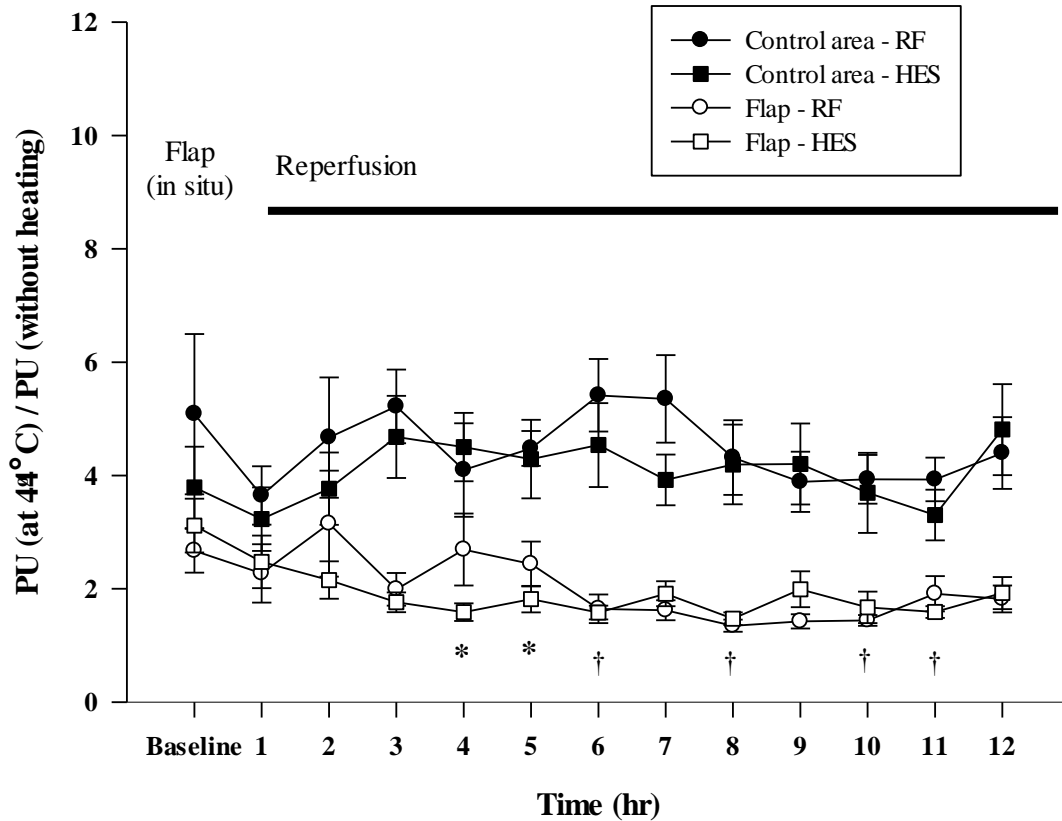 12
10
8
6
4
2
0
PU (at 44°C) / PU (without heating)
Control area - RF
Control area - HES
Flap - RF
Flap - HES
Flap
(in situ)
Reperfusion
* * † † † †
Baseline 1 2 3 4 5 6 7 8 9 10 11 12
Time (hr)